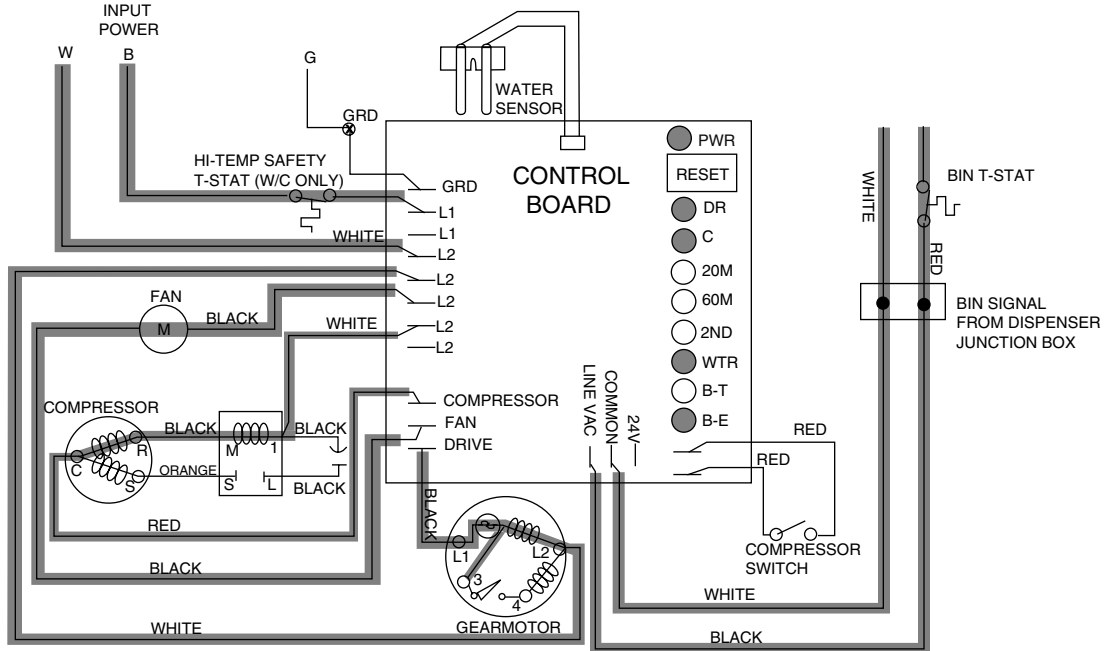 INPUT
POWER
W
B
G
GRD
WATER
SENSOR
HI-TEMP SAFETY
T-STAT (W/C ONLY)
CONTROL
BOARD
PWR
RESET
DR
C
20M
60M
2ND
WTR
B-T
B-E
GRD
L1
L1
L2
L2
L2
L2
L2
WHITE
FAN
M
BLACK
WHITE
COMPRESSOR
FAN
DRIVE
COMPRESSOR
C
R
S
BLACK
ORANGE
M
1
S
L
BLACK
BLACK
RED
BLACK
WHITE
BLACK
L1
2
L2
3
4
GEARMOTOR
LINE VAC
COMMON
24V
RED
RED
COMPRESSOR
SWITCH
WHITE
BLACK
WHITE
RED
BIN T-STAT
BIN SIGNAL
FROM DISPENSER
JUNCTION BOX